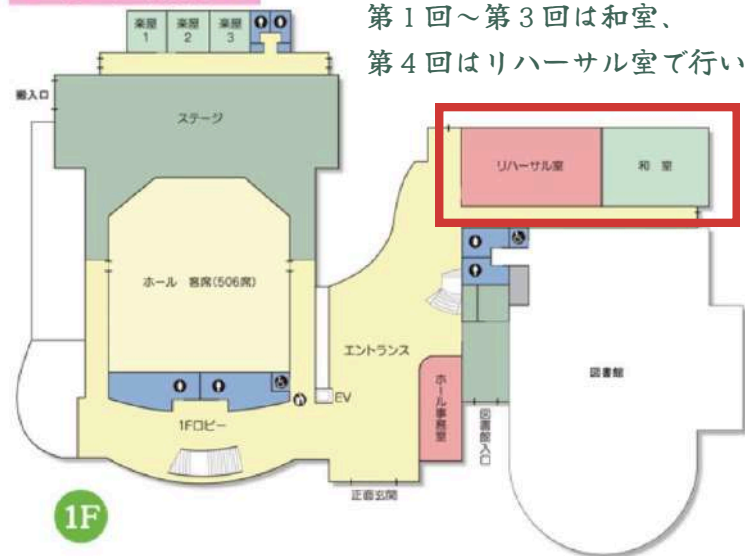 第1回~第3回は和室、
第4回はリハーサル室で行い
楽屋
1
楽屋
2
楽屋
3
搬入口
ステージ
リハーサル室
和 室
ホール 客席(506席)
エントランス
図書館
ホール事務室
EV
1Fロビー
図書館入口
正面玄関
1F